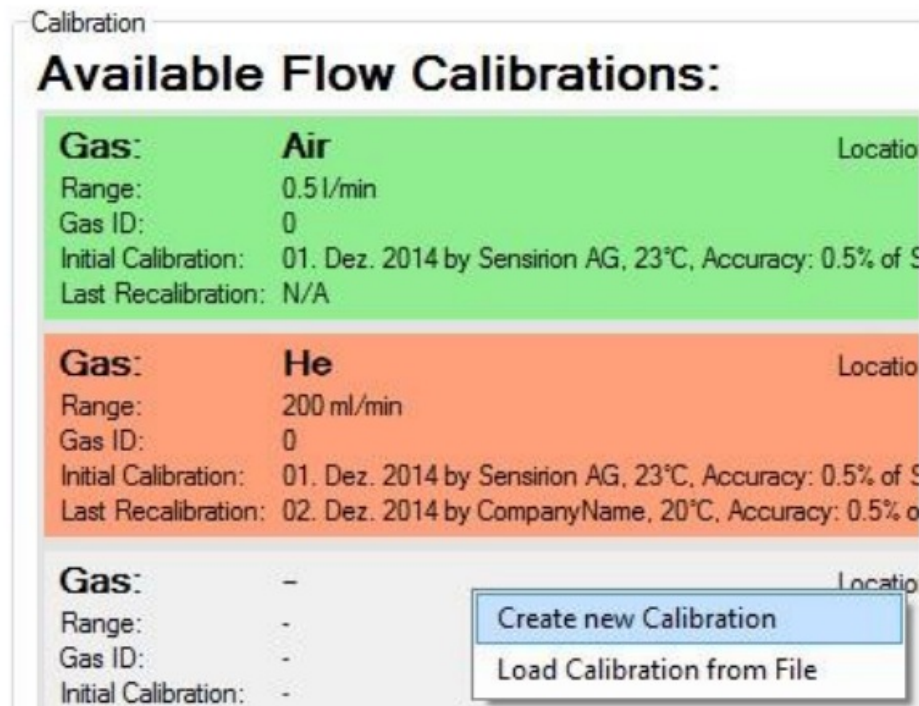 Calibration
Available Flow Calibrations:
Gas: Air Locatio
Range: 0.5 l/min
Gas ID: 0
Initial Calibration: 01. Dez. 2014 by Sensirion AG, 23°C, Accuracy: 0.5% of S
Last Recalibration: N/A
Gas: He Locatio
Range: 200 ml/min
Gas ID: 0
Initial Calibration: 01. Dez. 2014 by Sensirion AG, 23°C, Accuracy: 0.5% of S
Last Recalibration: 02. Dez. 2014 by CompanyName, 20°C, Accuracy: 0.5% o
Gas: - Locatio
Range: -
Create new Calibration
Gas ID: -
Load Calibration from File
Initial Calibration: -